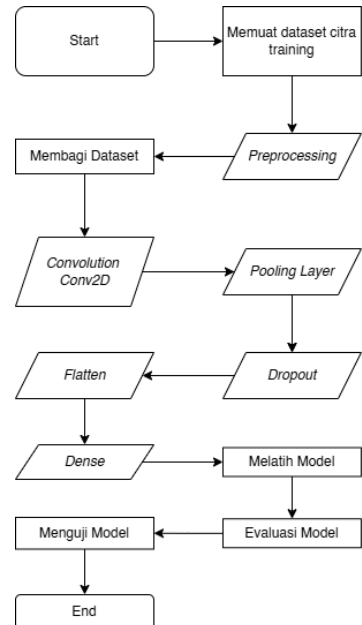 Start
Memuat dataset citra
training
Preprocessing
Membagi Dataset
Convolution
Conv2D
Pooling Layer
Dropout
Flatten
Dense
Melatih Model
Evaluasi Model
Menguji Model
End